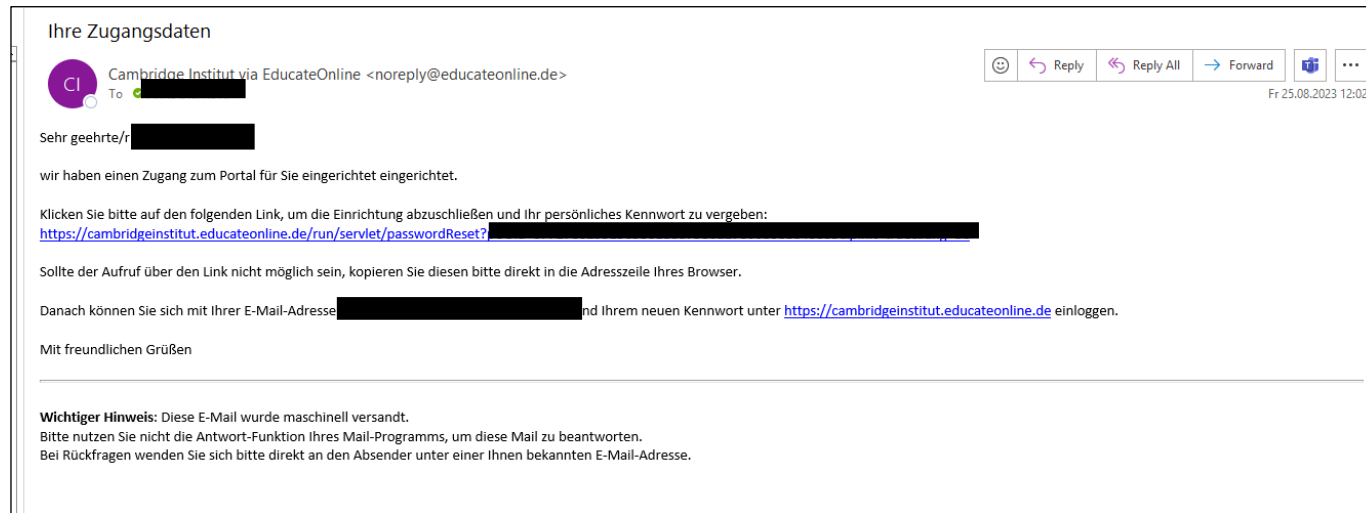 Ihre Zugangsdaten
CI
Cambridge Institut via EducateOnline <noreply@educateonline.de>
To
Reply
Reply All
Forward
Fr 25.08.2023 12:02
Sehr geehrte/r
wir haben einen Zugang zum Portal für Sie eingerichtet eingerichtet.
Klicken Sie bitte auf den folgenden Link, um die Einrichtung abzuschließen und Ihr persönliches Kennwort zu vergeben:
https://cambridgeinstitut.educateonline.de/run/servlet/passwordReset?
Sollte der Aufruf über den Link nicht möglich sein, kopieren Sie diesen bitte direkt in die Adresszeile Ihres Browser.
Danach können Sie sich mit Ihrer E-Mail-Adresse nd Ihrem neuen Kennwort unter https://cambridgeinstitut.educateonline.de einloggen.
Mit freundlichen Grüßen
Wichtiger Hinweis: Diese E-Mail wurde maschinell versandt.
Bitte nutzen Sie nicht die Antwort-Funktion Ihres Mail-Programms, um diese Mail zu beantworten.
Bei Rückfragen wenden Sie sich bitte direkt an den Absender unter einer Ihnen bekannten E-Mail-Adresse.